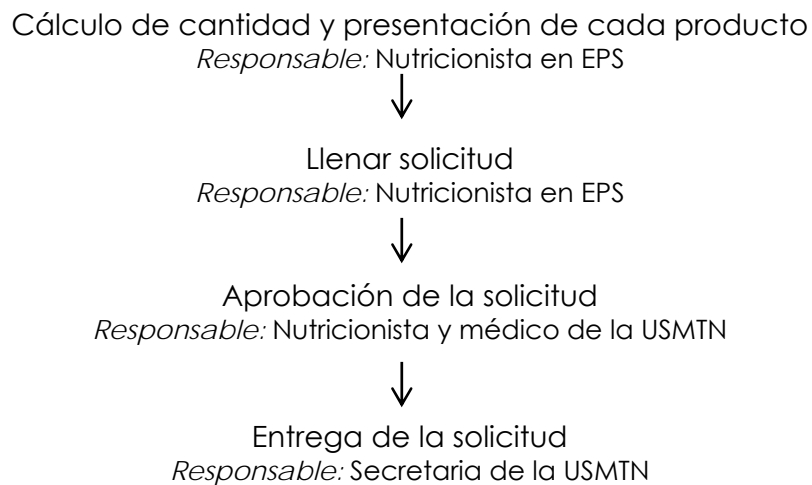 Cálculo de cantidad y presentación de cada producto
Responsable: Nutricionista en EPS
Llenar solicitud
Responsable: Nutricionista en EPS
Aprobación de la solicitud
Responsable: Nutricionista y médico de la USMTN
Entrega de la solicitud
Responsable: Secretaria de la USMTN